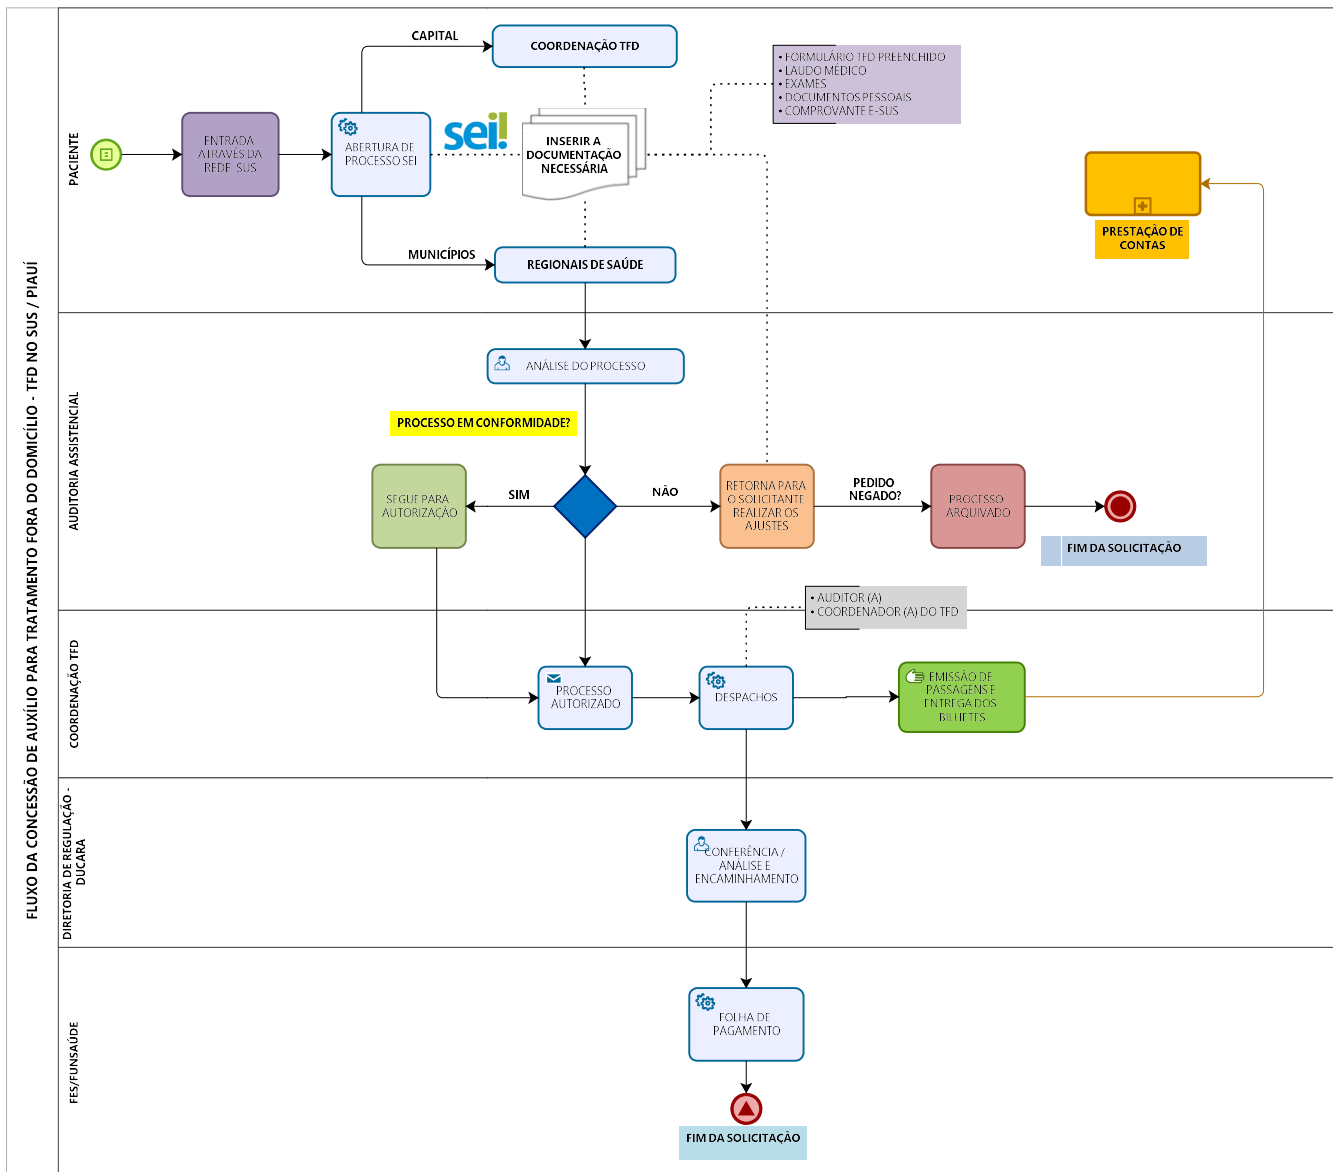 FLUXO DA CONCESSÃO DE AUXÍLIO PARA TRATAMENTO FORA DO DOMICÍLIO - TFD NO SUS / PIAUÍ
PACIENTE
ENTRADA
ATRAVÉS DA
REDE SUS
ABERTURA DE
PROCESSO SEI
CAPITAL
COORDENAÇÃO TFD
sei!
INSERIR A
DOCUMENTAÇÃO
NECESSÁRIA
• FORMULÁRIO TFD PREENCHIDO
• LAUDO MÉDICO
• EXAMES
• DOCUMENTOS PESSOAIS
• COMPROVANTE E-SUS
MUNICÍPIOS
REGIONAIS DE SAÚDE
PRESTAÇÃO DE
CONTAS
AUDITORIA ASSISTENCIAL
ANÁLISE DO PROCESSO
PROCESSO EM CONFORMIDADE?
SEGUE PARA
AUTORIZAÇÃO
SIM
NÃO
RETORNA PARA
O SOLICITANTE
REALIZAR OS
AJUSTES
PEDIDO
NEGADO?
PROCESSO
ARQUIVADO
FIM DA SOLICITAÇÃO
COORDENAÇÃO TFD
• AUDITOR (A)
• COORDENADOR (A) DO TFD
PROCESSO
AUTORIZADO
DESPACHOS
EMISSÃO DE
PASSAGENS E
ENTREGA DOS
BILHETES
DIRETORIA DE REGULAÇÃO -
DUCARA
CONFERÊNCIA /
ANÁLISE E
ENCAMINHAMENTO
FES/FUNSAÚDE
FOLHA DE
PAGAMENTO
FIM DA SOLICITAÇÃO